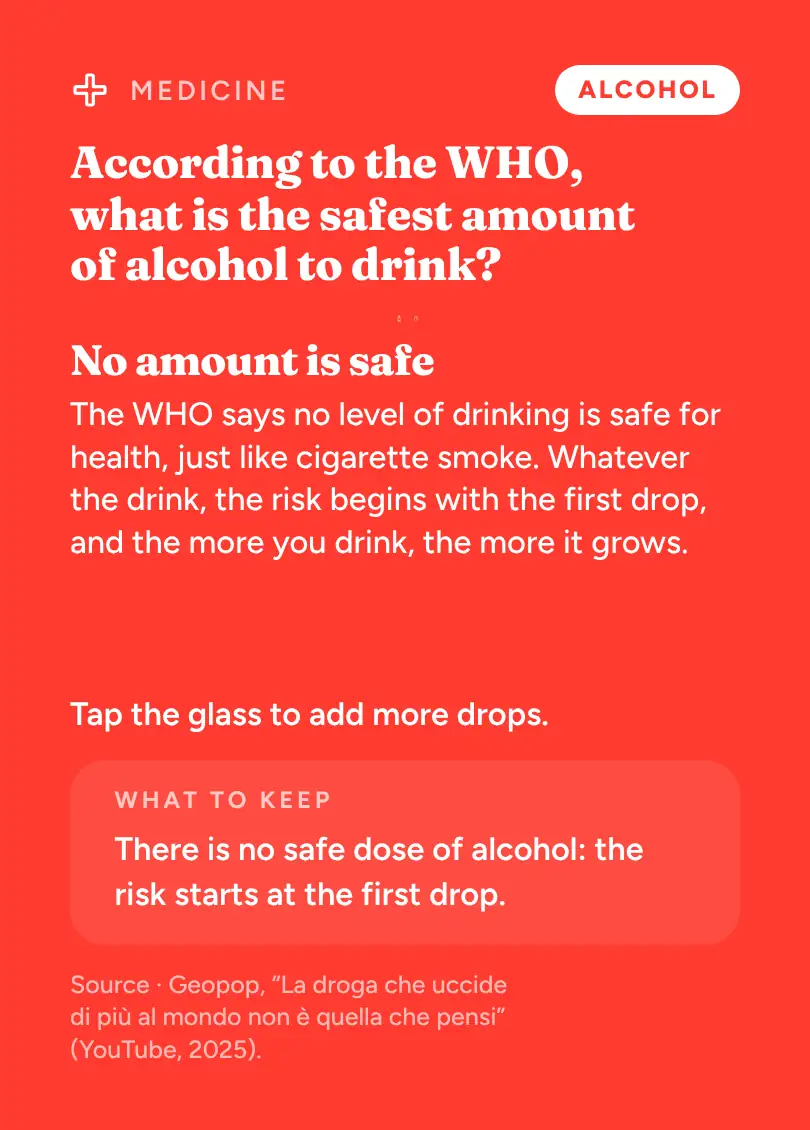 MEDICINE
ALCOHOL
According to the WHO,
what is the safest amount
of alcohol to drink?
No amount is safe
The WHO says no level of drinking is safe for
health, just like cigarette smoke. Whatever
the drink, the risk begins with the first drop,
and the more you drink, the more it grows.
Tap the glass to add more drops.
WHAT TO KEEP
There is no safe dose of alcohol: the
risk starts at the first drop.
Source · Geopop, “La droga che uccide
di più al mondo non è quella che pensi”
(YouTube, 2025).